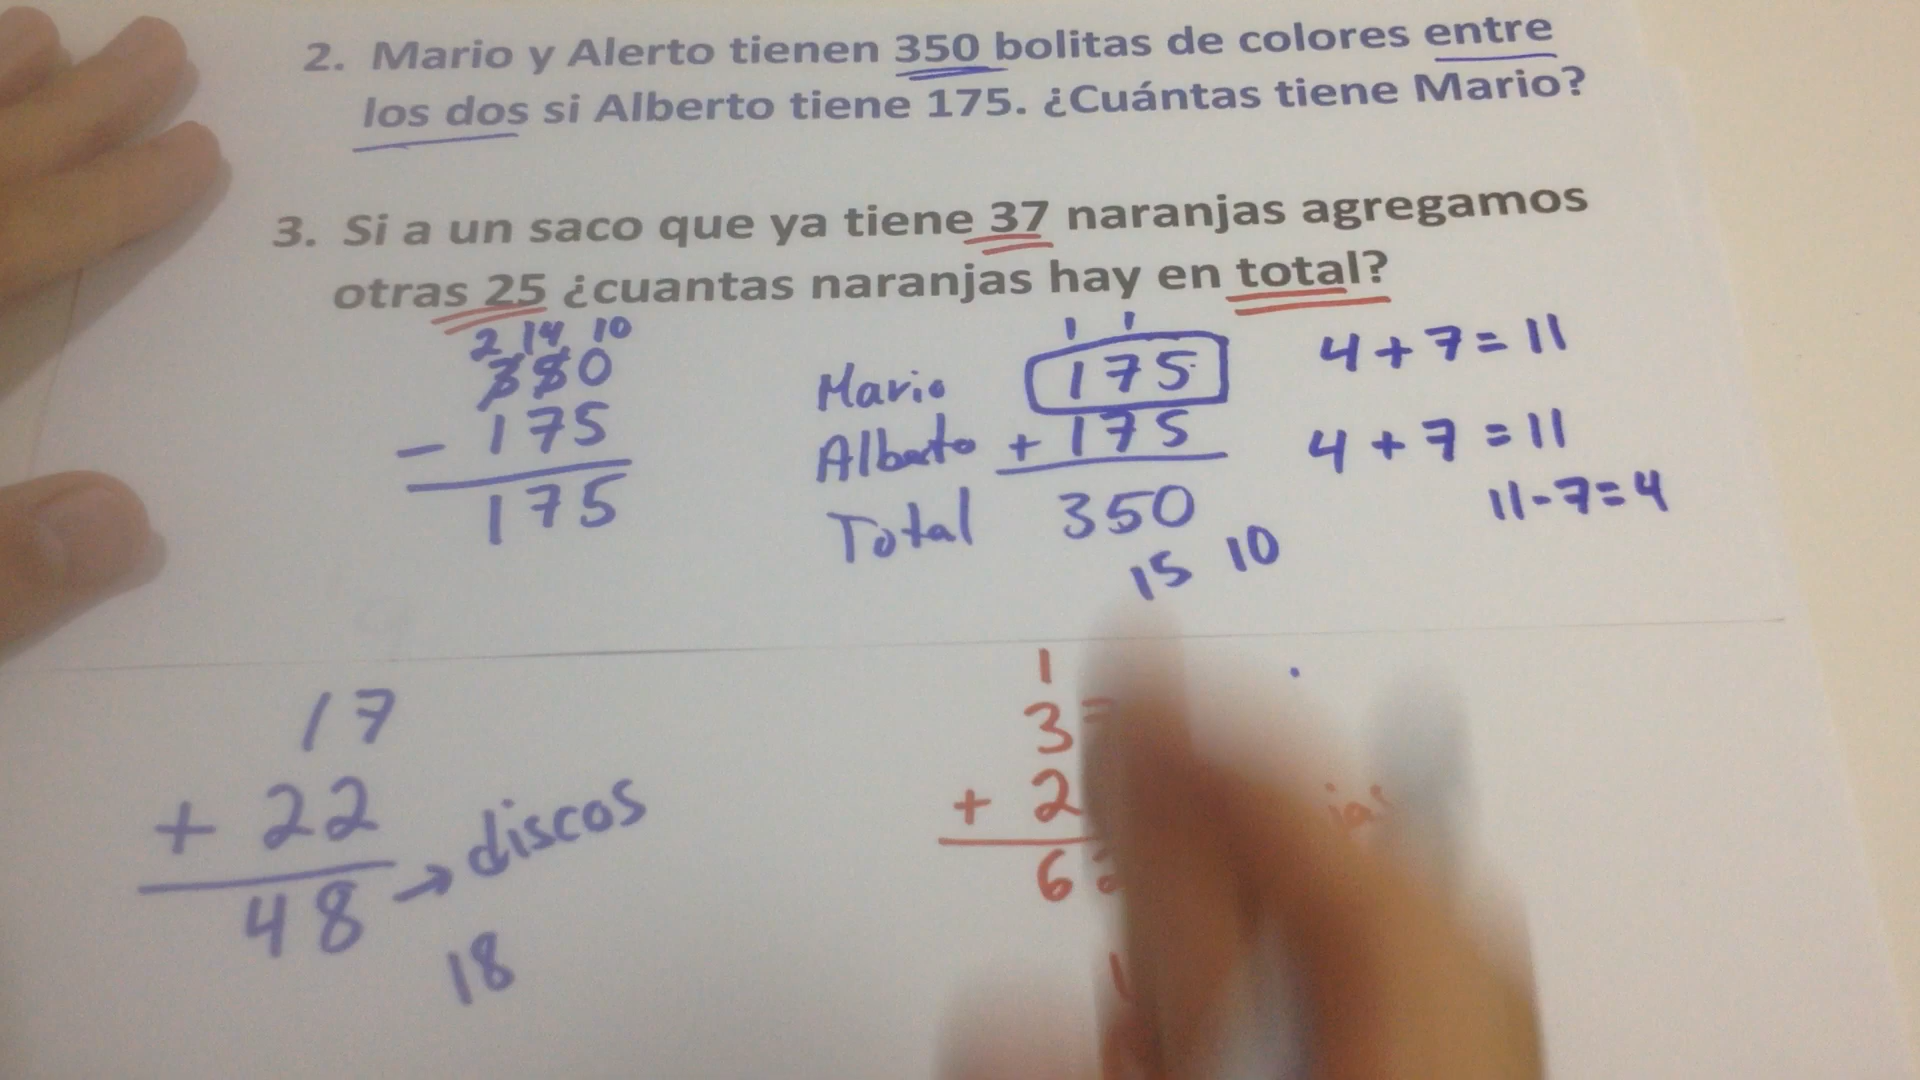 2. Mario y Alerto tienen 350 bolitas de colores entre
los dos si Alberto tiene 175. ¿Cuántas tiene Mario?
3. Si a un saco que ya tiene 37 naranjas agregamos
otras 25 ¿cuantas naranjas hay en total?
2 14 10
350
- 175
175
1 1
Mario 175
Alberto + 175
Total 350
15 10
4 + 7 = 11
4 + 7 = 11
11 - 7 = 4
17
+ 22
48 → discos
18
1
3
+ 2
6